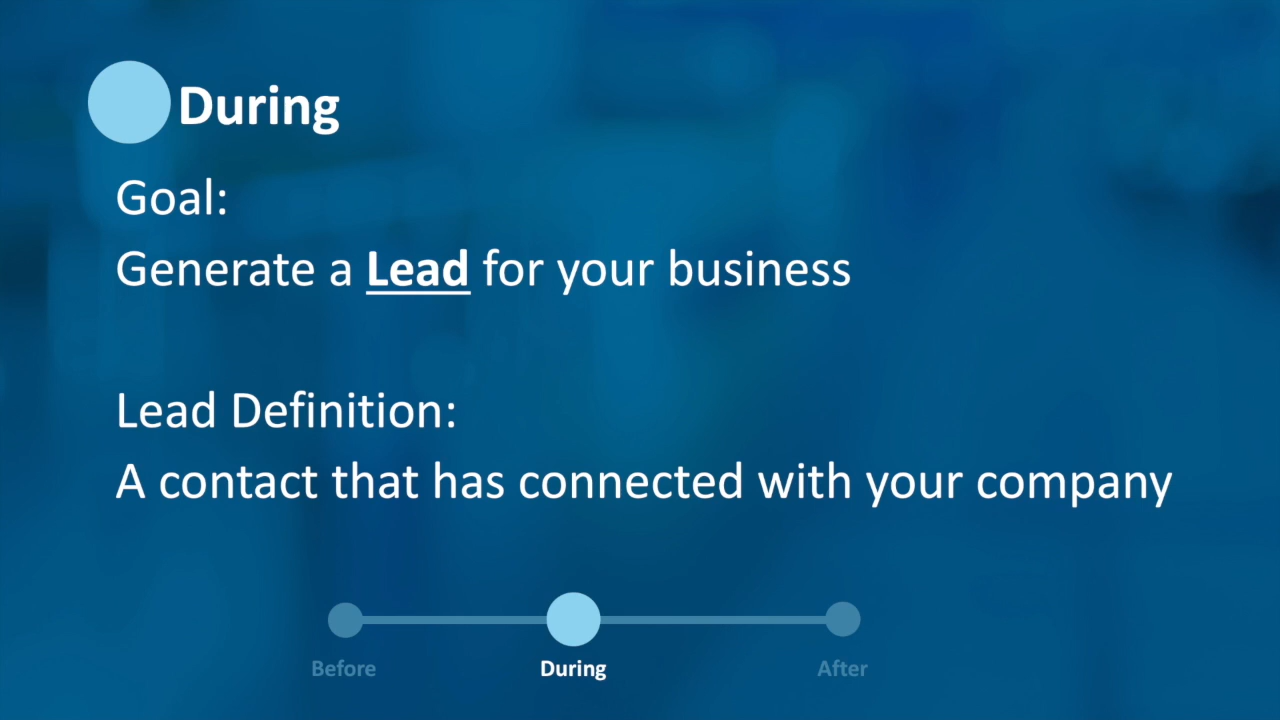 During
Goal:
Generate a Lead for your business
Lead Definition:
A contact that has connected with your company
Before
During
After